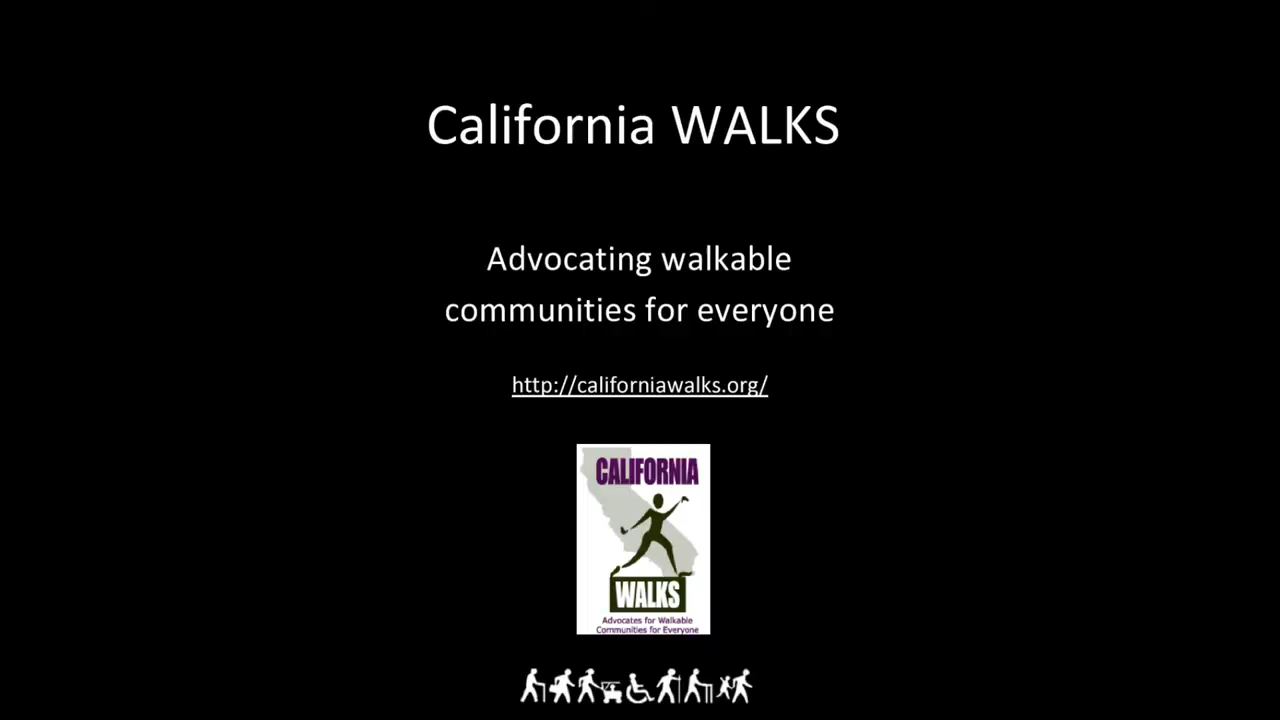 California WALKS
Advocating walkable
communities for everyone
http://californiawalks.org/
CALIFORNIA
WALKS
Advocates for Walkable
Communities for Everyone